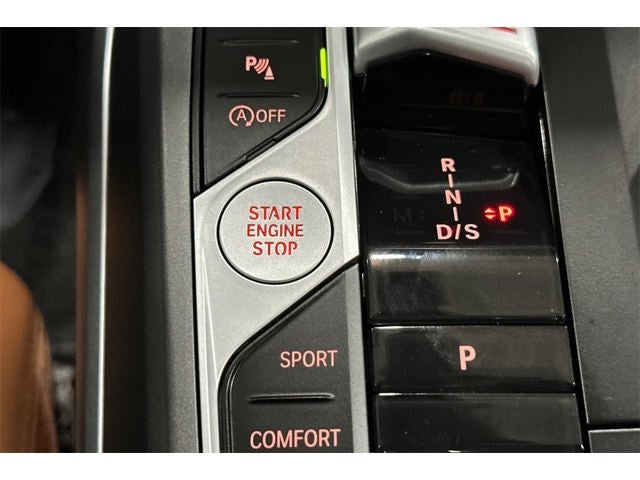 P
OFF
START
ENGINE
STOP
R
N
D/S
M
P
SPORT
P
COMFORT